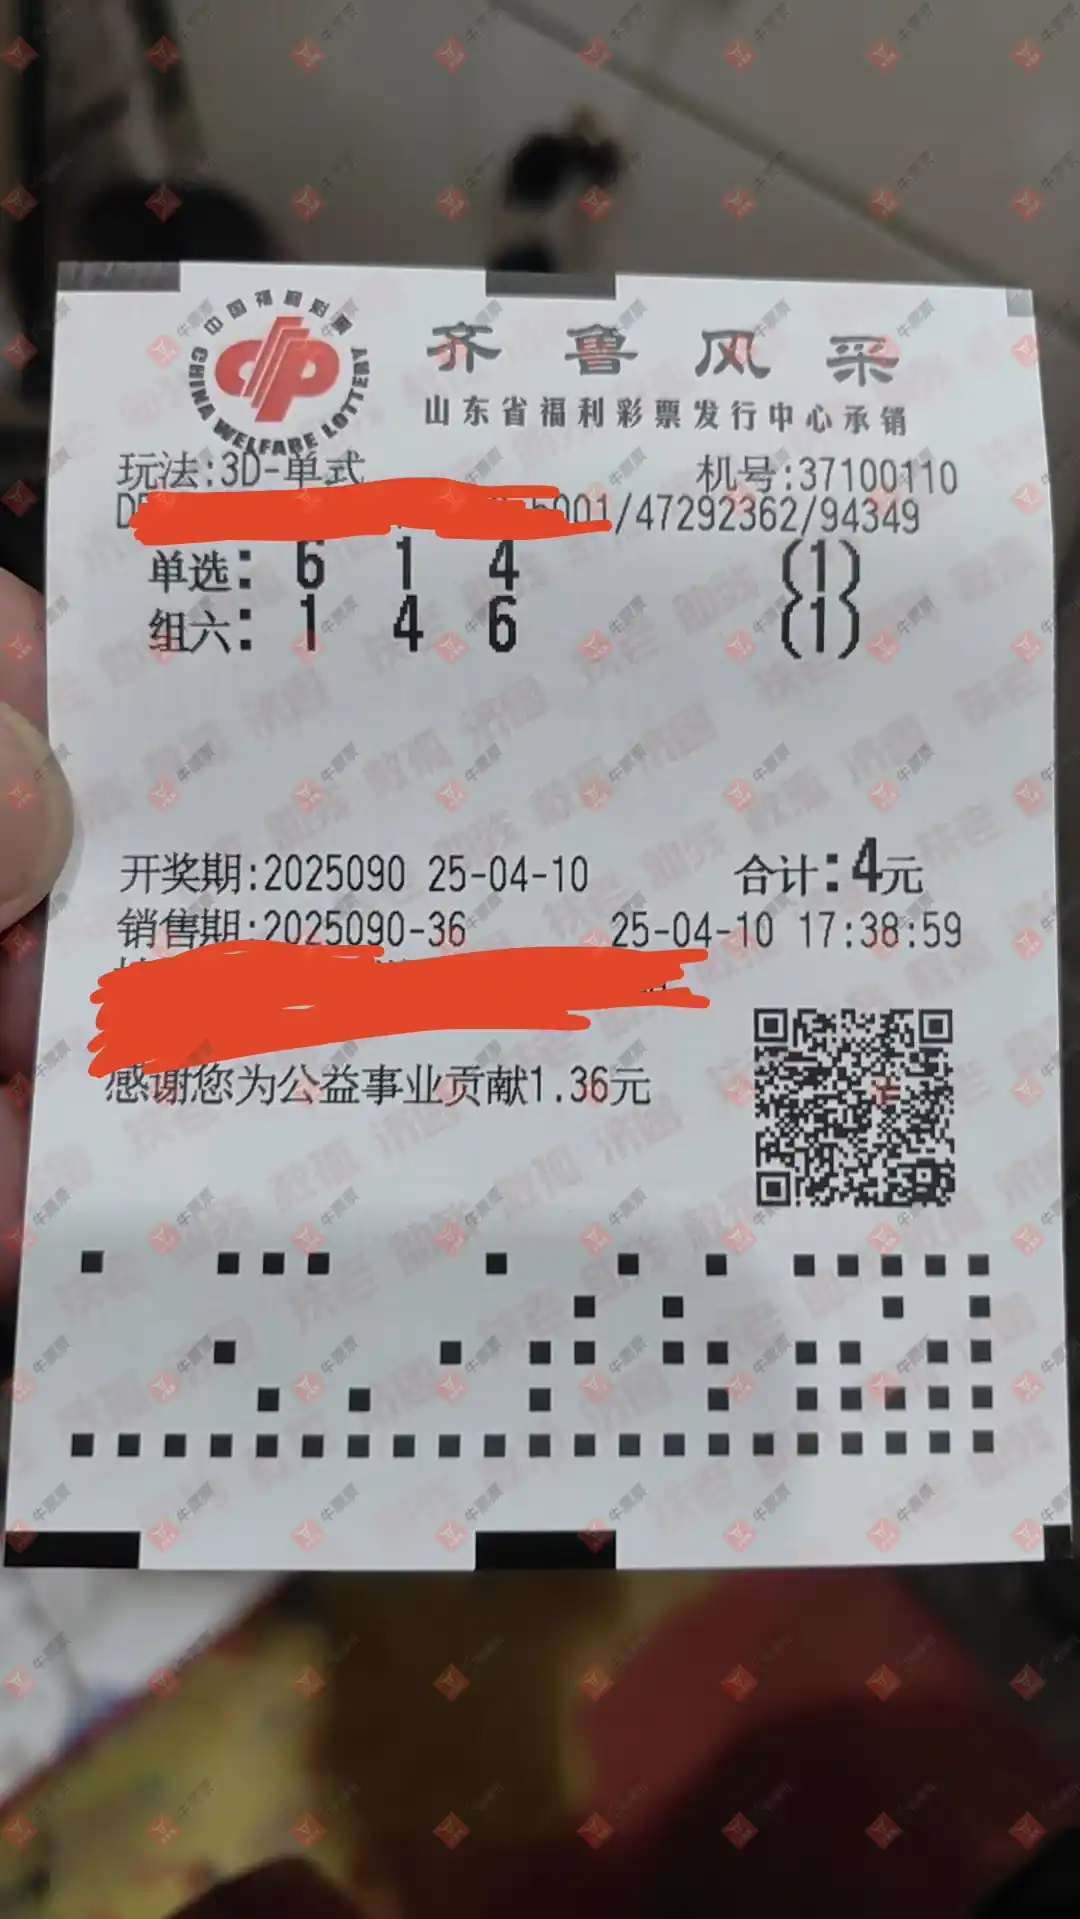 中国福利彩票
CHINA WELFARE LOTTERY
齐鲁风采
山东省福利彩票发行中心承销
玩法:3D-单式 机号:37100110
001/47292362/94349
单选: 6 1 4 (1)
组六: 1 4 6 (1)
开奖期:2025090 25-04-10 合计:4元
销售期:2025090-36 25-04-10 17:38:59
感谢您为公益事业贡献1.36元
牛票票